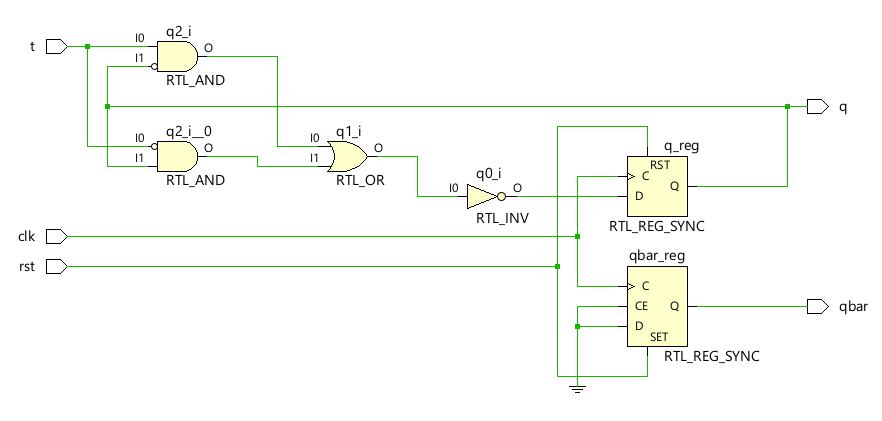 t
I0
I1
q2_i
O
RTL_AND
q
I0
I1
q2_i__0
O
RTL_AND
I0
I1
q1_i
O
RTL_OR
I0
q0_i
O
RTL_INV
q_reg
RST
C
D
Q
RTL_REG_SYNC
clk
rst
qbar_reg
C
CE
D
Q
SET
RTL_REG_SYNC
qbar